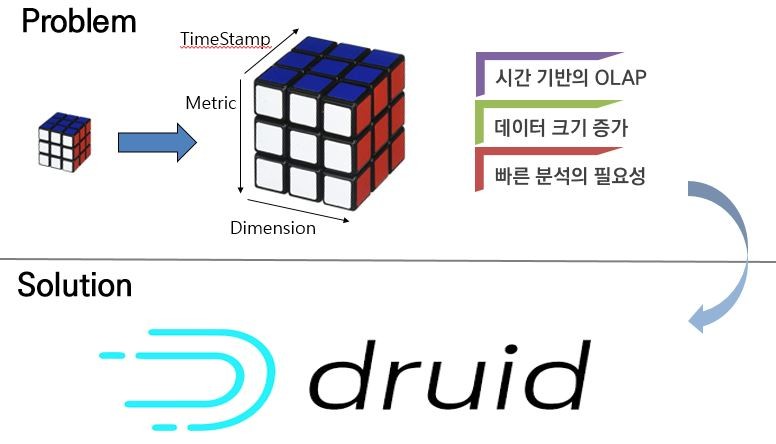 Problem
TimeStamp
Metric
Dimension
시간 기반의 OLAP
데이터 크기 증가
빠른 분석의 필요성
Solution
druid